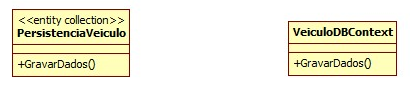 <<entity collection>>
PersistenciaVeiculo
+GravarDados()
VeiculoDBContext
+GravarDados()